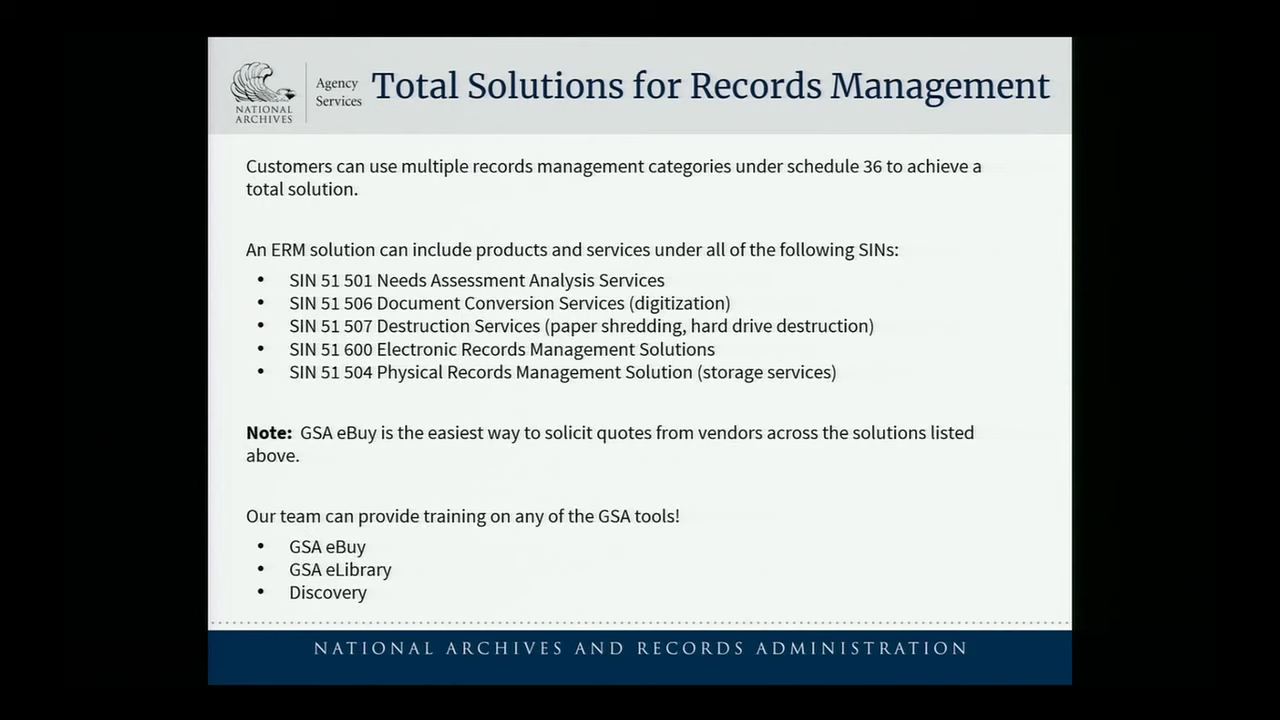 NATIONAL
ARCHIVES
Agency
Services
Total Solutions for Records Management
Customers can use multiple records management categories under schedule 36 to achieve a
total solution.
An ERM solution can include products and services under all of the following SINs:
• SIN 51 501 Needs Assessment Analysis Services
• SIN 51 506 Document Conversion Services (digitization)
• SIN 51 507 Destruction Services (paper shredding, hard drive destruction)
• SIN 51 600 Electronic Records Management Solutions
• SIN 51 504 Physical Records Management Solution (storage services)
Note: GSA eBuy is the easiest way to solicit quotes from vendors across the solutions listed
above.
Our team can provide training on any of the GSA tools!
• GSA eBuy
• GSA eLibrary
• Discovery
NATIONAL ARCHIVES AND RECORDS ADMINISTRATION